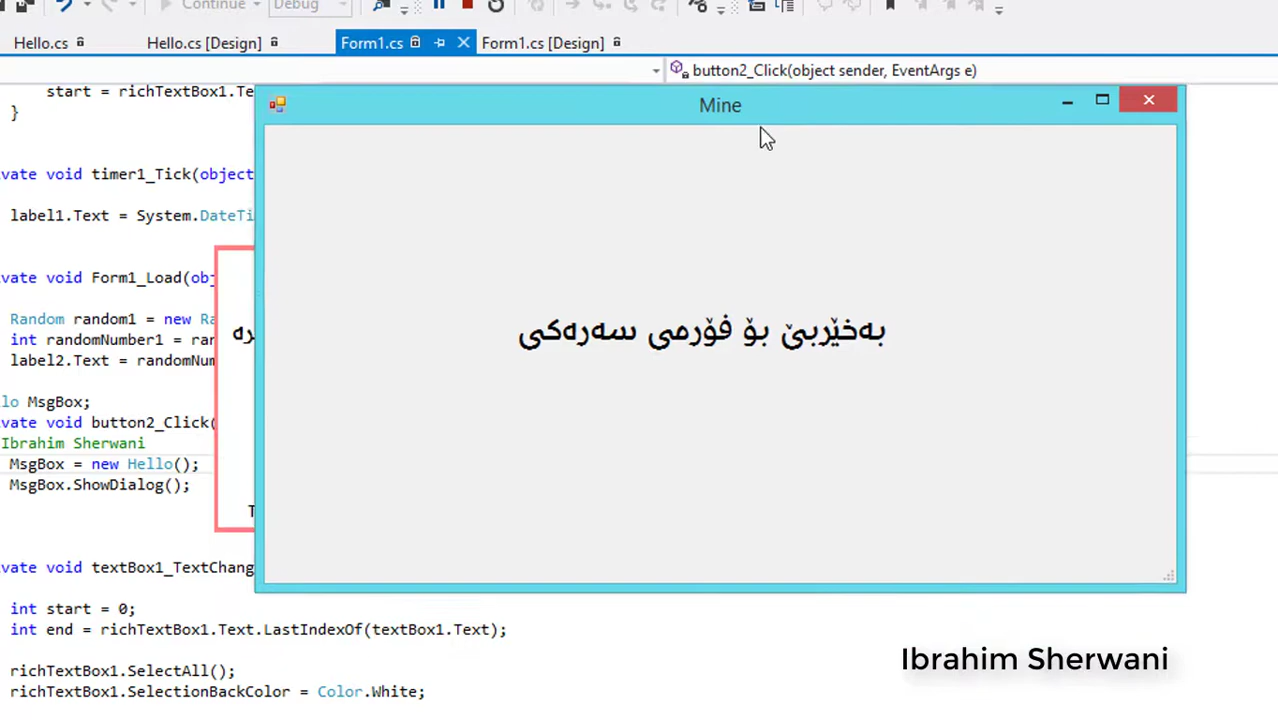 Continue
Debug
Hello.cs
Hello.cs [Design]
Form1.cs
Form1.cs [Design]
button2_Click(object sender, EventArgs e)
start = richTextBox1.Te
}
Mine
vate void timer1_Tick(object
label1.Text = System.DateTi
vate void Form1_Load(obj
Random random1 = new Ra
int randomNumber1 = ran
label2.Text = randomNum
بەخێربێ بۆ فۆرمی سەرەکی
lo MsgBox;
vate void button2_Click(
Ibrahim Sherwani
MsgBox = new Hello();
MsgBox.ShowDialog();
vate void textBox1_TextChang
int start = 0;
int end = richTextBox1.Text.LastIndexOf(textBox1.Text);
richTextBox1.SelectAll();
richTextBox1.SelectionBackColor = Color.White;
Ibrahim Sherwani